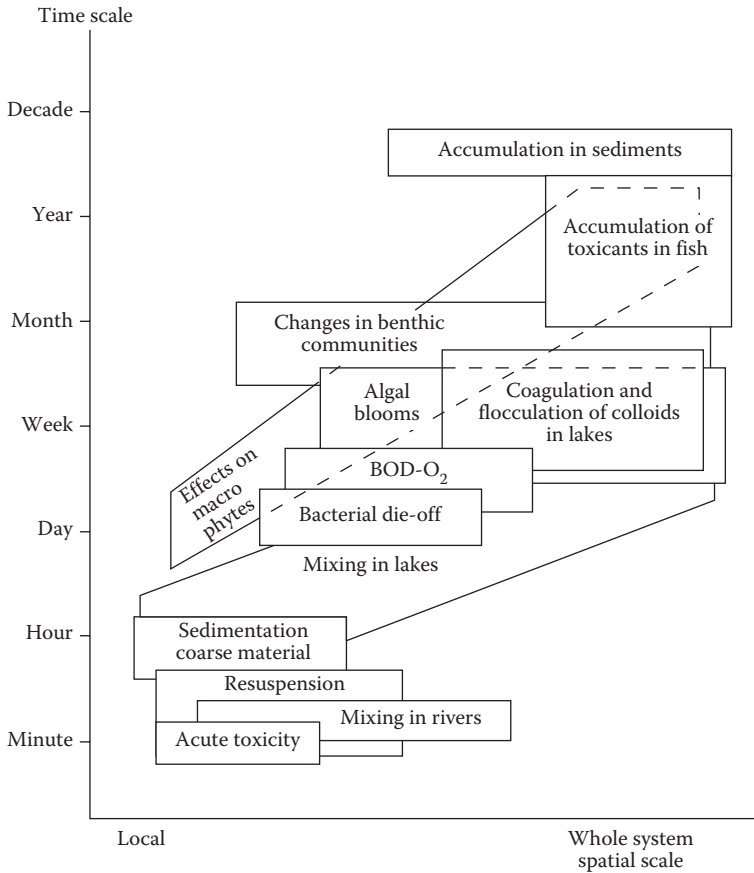 Time scale
Decade
Accumulation in sediments
Year
Accumulation of
toxicants in fish
Month
Changes in benthic
communities
Algal
blooms
Coagulation and
flocculation of colloids
in lakes
Week
BOD-O₂
Effects on
macro
phytes
Bacterial die-off
Day
Mixing in lakes
Hour
Sedimentation
coarse material
Resuspension
Mixing in rivers
Minute
Acute toxicity
Local
Whole system
spatial scale